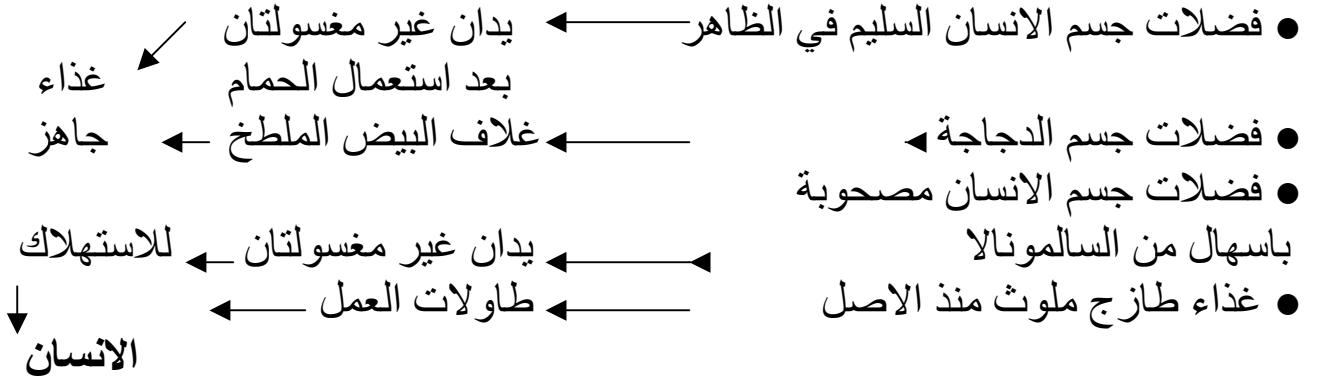 ● فضلات جسم الانسان السليم في الظاهر يدان غير مغسولتان
بعد استعمال الحمام غذاء
● فضلات جسم الدجاجة غلاف البيض الملطخ جاهز
● فضلات جسم الانسان مصحوبة
باسهال من السالمونالا يدان غير مغسولتان للاستهلاك
● غذاء طازج ملوث منذ الاصل طاولات العمل
الانسان